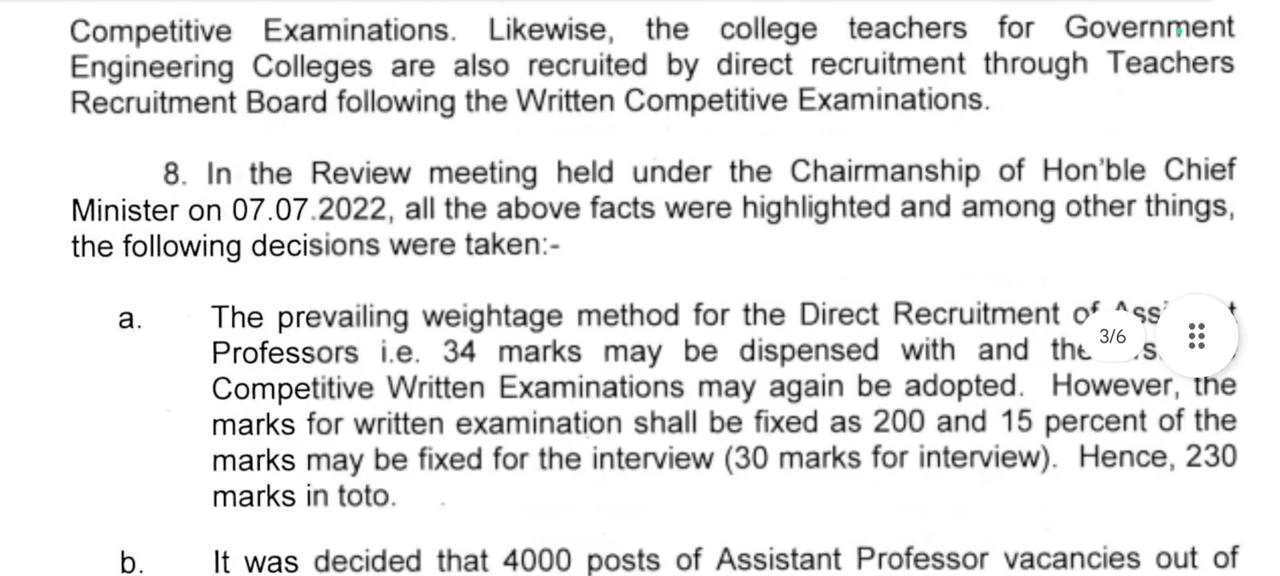 Competitive Examinations. Likewise, the college teachers for Government
Engineering Colleges are also recruited by direct recruitment through Teachers
Recruitment Board following the Written Competitive Examinations.
8. In the Review meeting held under the Chairmanship of Hon'ble Chief
Minister on 07.07.2022, all the above facts were highlighted and among other things,
the following decisions were taken:-
a. The prevailing weightage method for the Direct Recruitment of
Professors i.e. 34 marks may be dispensed with and the
3/6
Competitive Written Examinations may again be adopted. However, the
marks for written examination shall be fixed as 200 and 15 percent of the
marks may be fixed for the interview (30 marks for interview). Hence, 230
marks in toto.
b. It was decided that 4000 posts of Assistant Professor vacancies out of